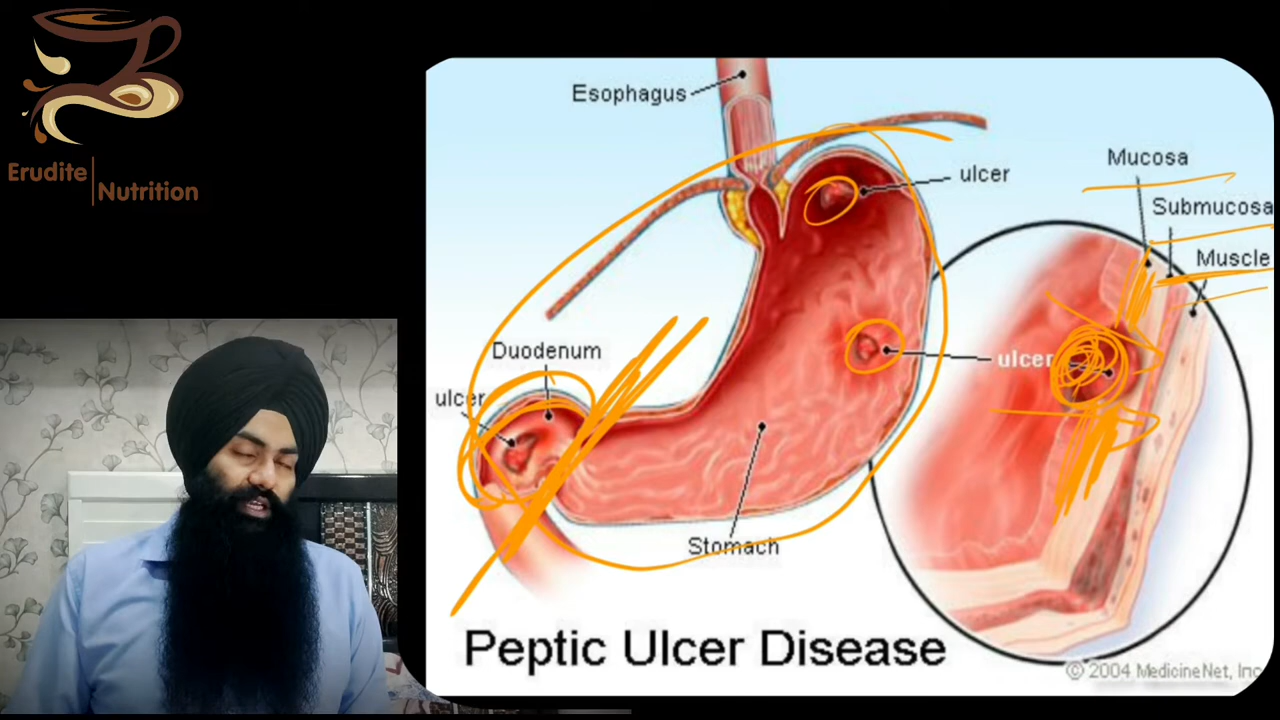 Erudite
Nutrition
Esophagus
ulcer
Mucosa
Submucosa
Muscle
Duodenum
ulcer
ulcer
Stomach
Peptic Ulcer Disease
© 2004 MedicineNet, Inc